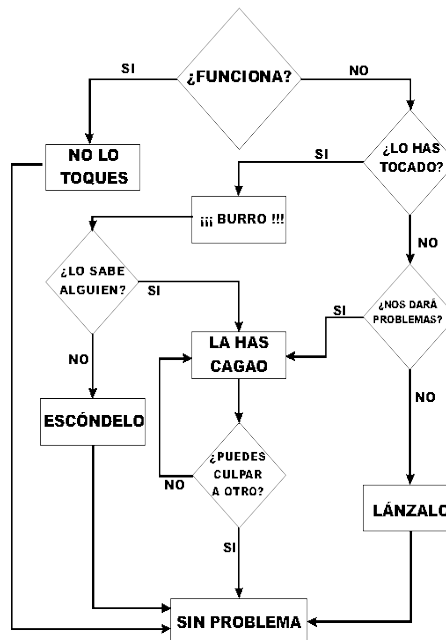 SI
¿FUNCIONA?
NO
NO LO
TOQUES
SI
¿LO HAS
TOCADO?
¡¡¡ BURRO !!!
NO
¿LO SABE
ALGUIEN?
SI
¿NOS DARÁ
PROBLEMAS?
SI
LA HAS
CAGAO
NO
NO
ESCÓNDELO
¿PUEDES
CULPAR
A OTRO?
NO
LÁNZALO
SI
SIN PROBLEMA